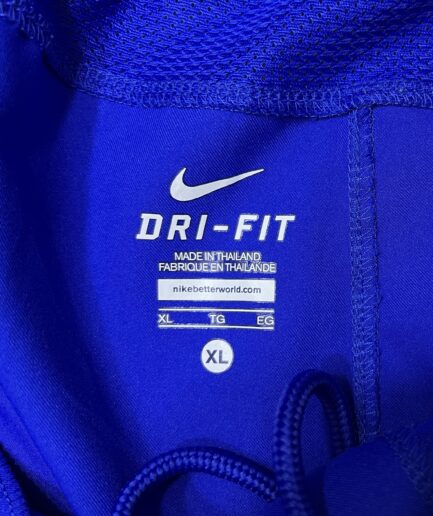 DRI-FIT
MADE IN THAILAND
FABRIQUE EN THAILANDE
nikebetterworld.com
XL TG EG
XL